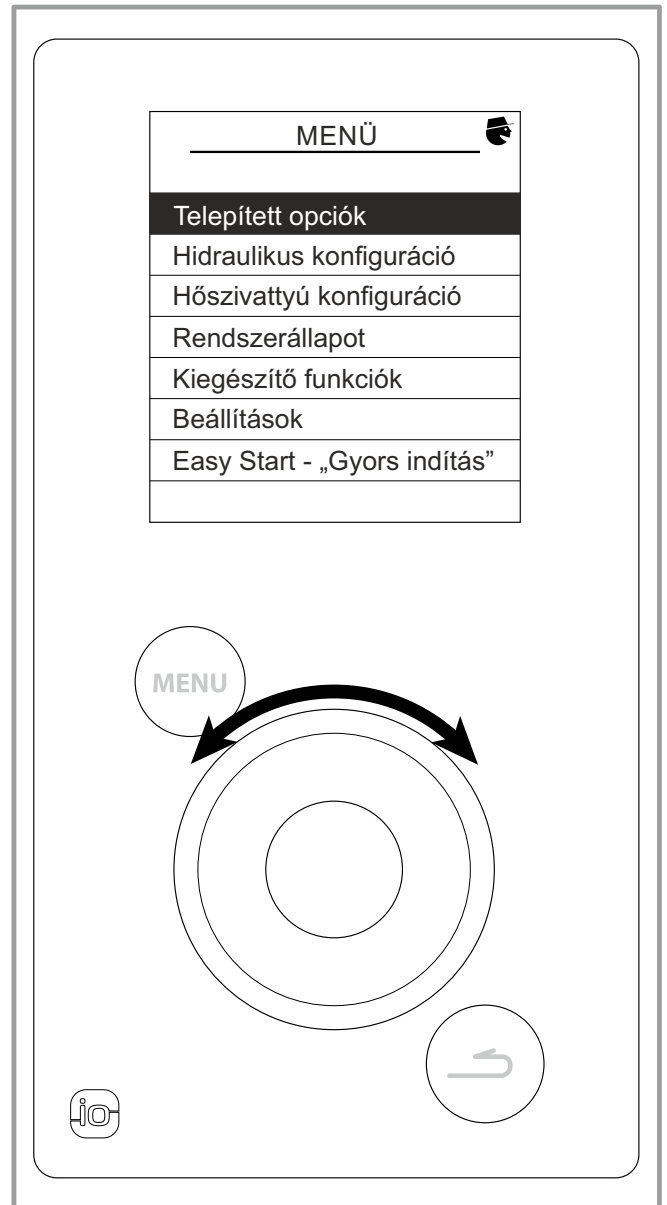 MENÜ
Telepített opciók
Hidraulikus konfiguráció
Hőszivattyú konfiguráció
Rendszerállapot
Kiegészítő funkciók
Beállítások
Easy Start - „Gyors indítás”
MENU
io